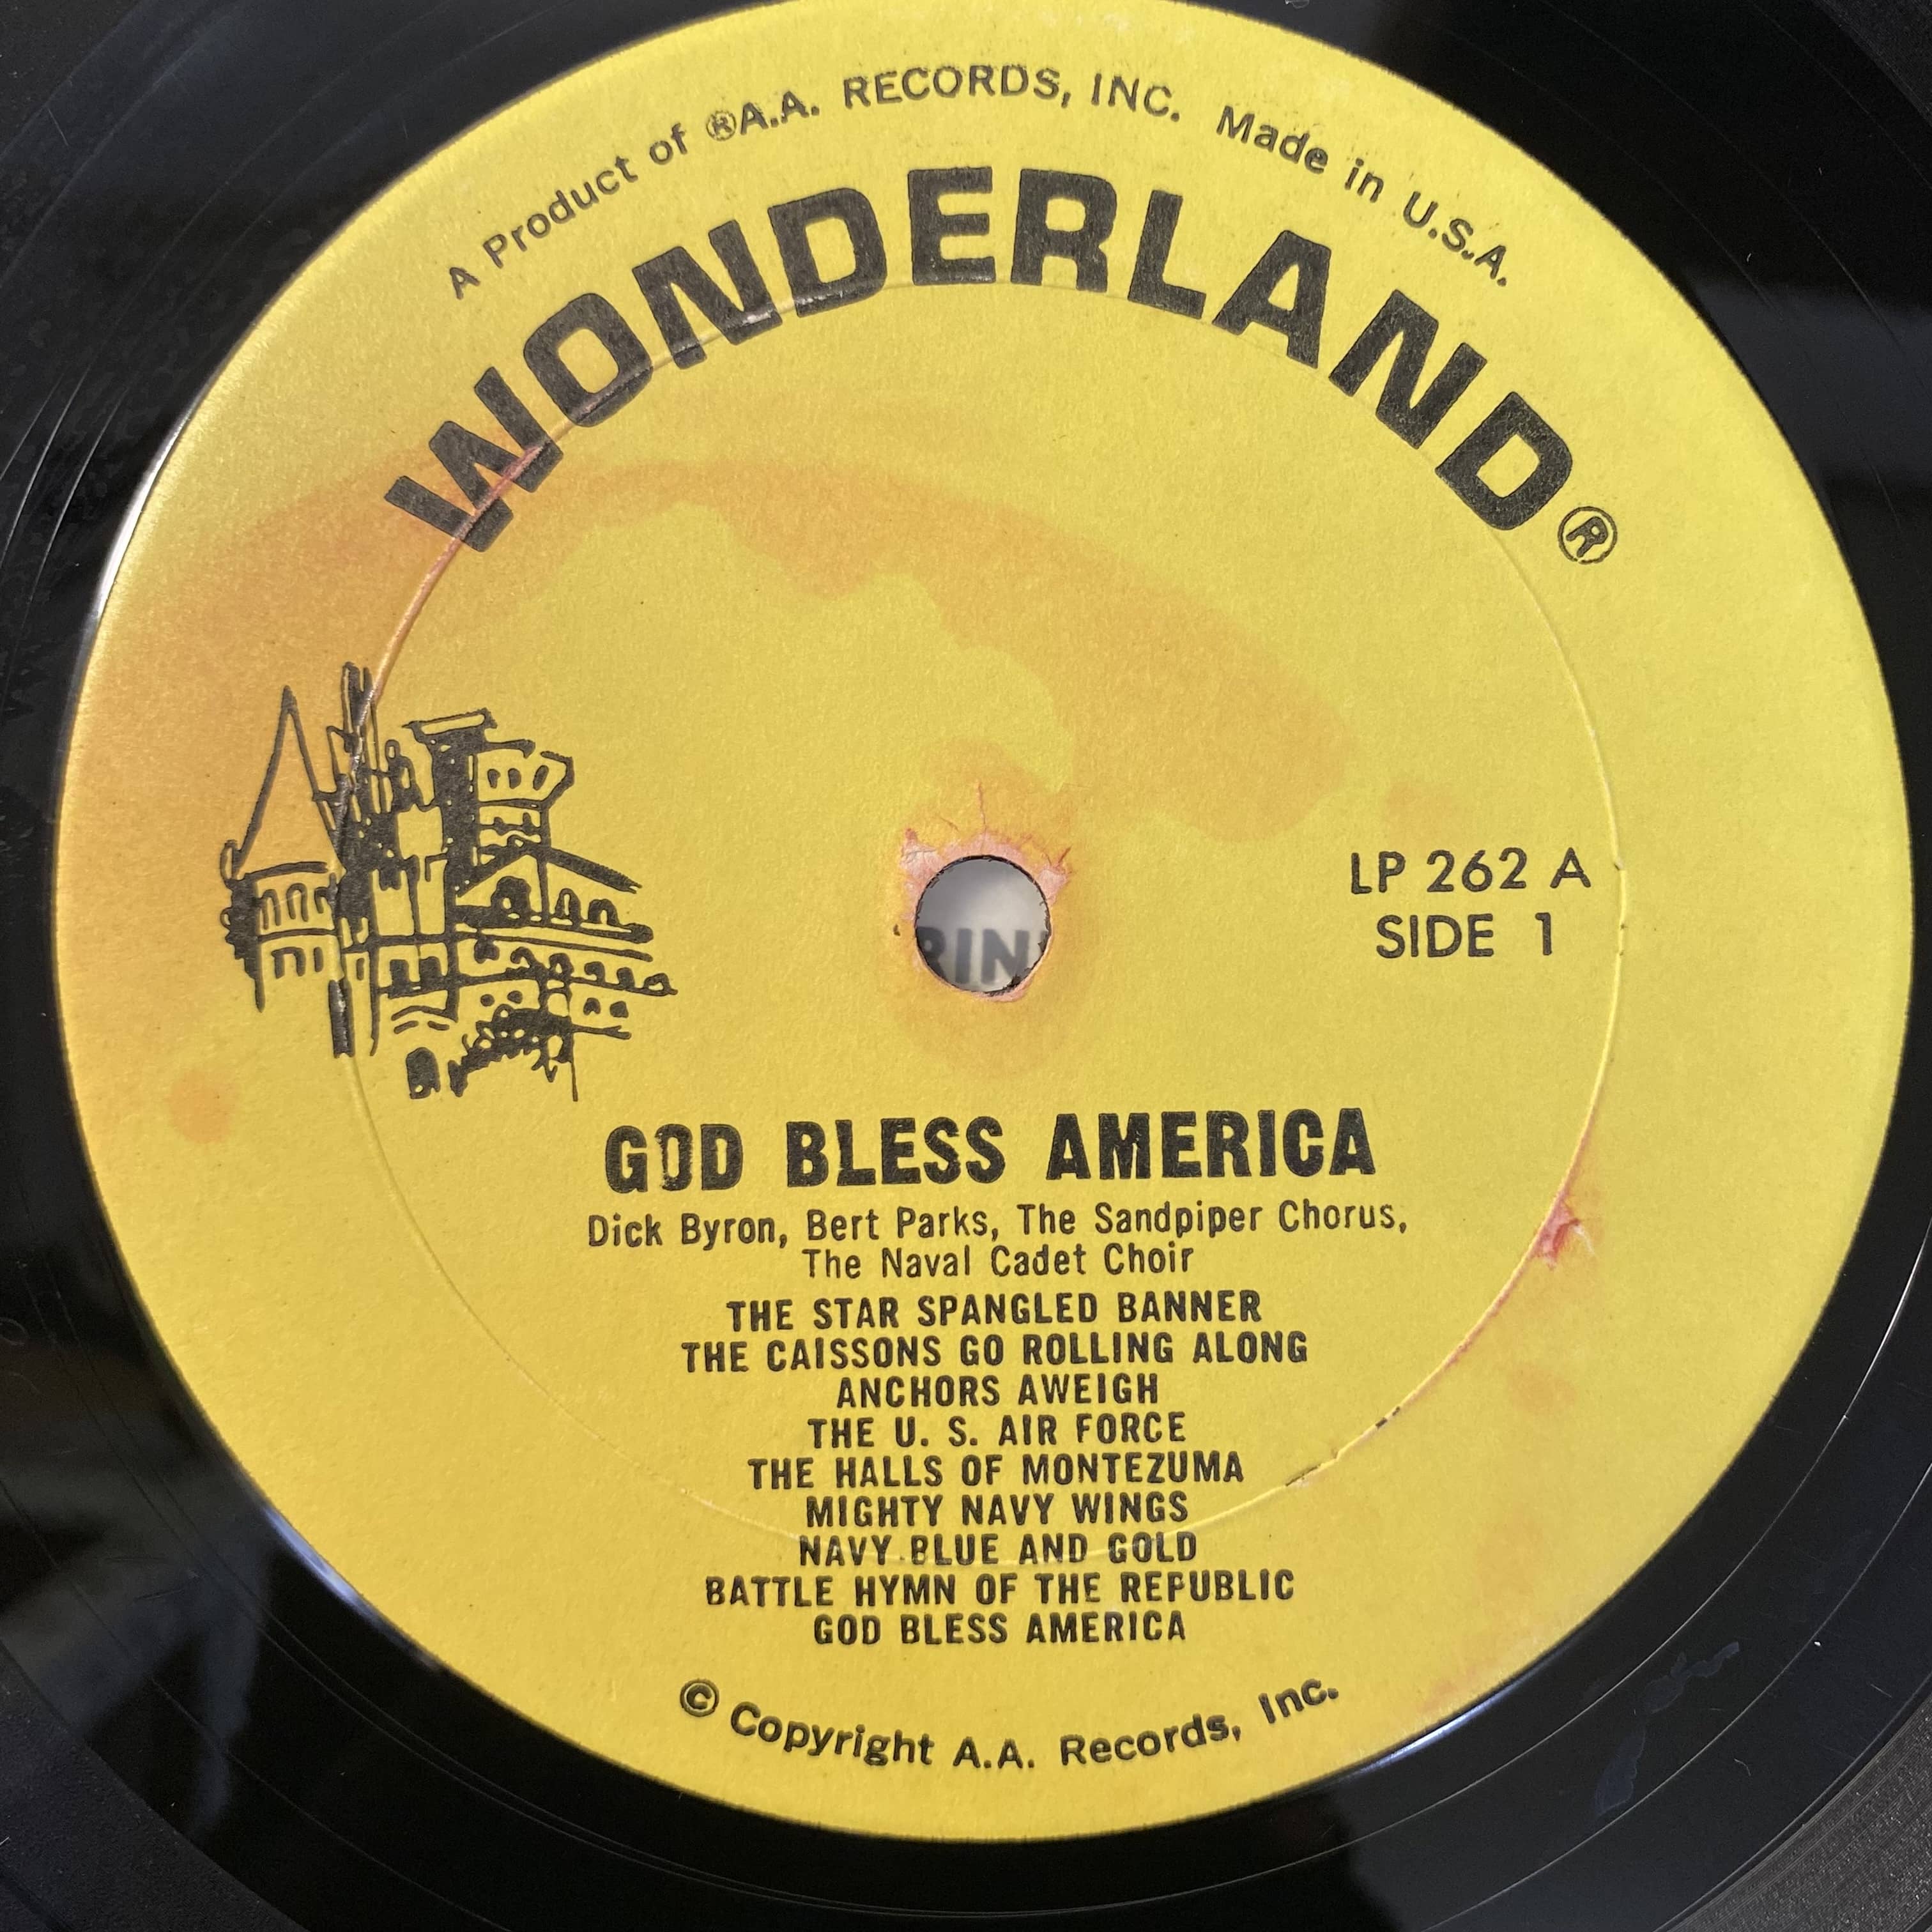 A Product of ®A.A. RECORDS, INC. Made in U.S.A.
WONDERLAND®
LP 262 A
SIDE 1
GOD BLESS AMERICA
Dick Byron, Bert Parks, The Sandpiper Chorus,
The Naval Cadet Choir
THE STAR SPANGLED BANNER
THE CAISSONS GO ROLLING ALONG
ANCHORS AWEIGH
THE U. S. AIR FORCE
THE HALLS OF MONTEZUMA
MIGHTY NAVY WINGS
NAVY BLUE AND GOLD
BATTLE HYMN OF THE REPUBLIC
GOD BLESS AMERICA
© Copyright A.A. Records, Inc.